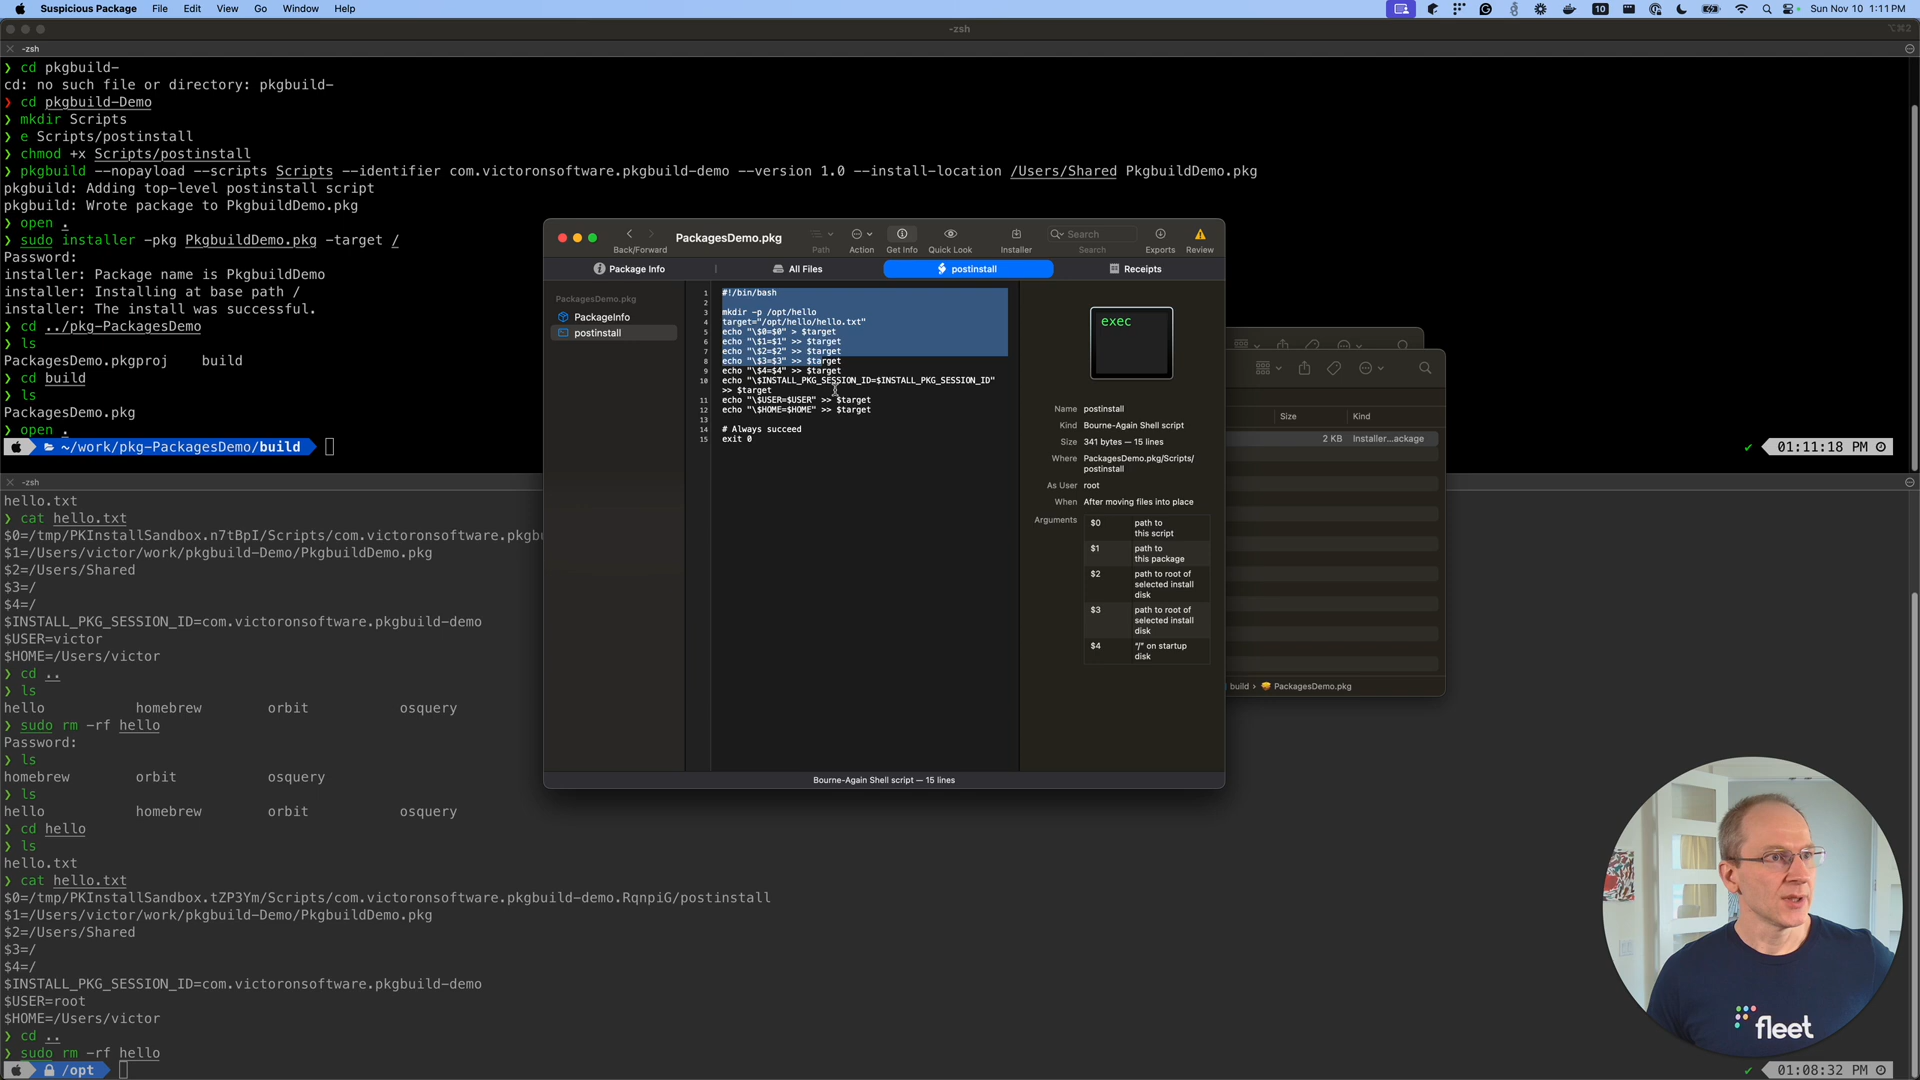 Suspicious Package File Edit View Go Window Help
10
Sun Nov 10 1:11 PM
-zsh
⌥⌘2
-zsh
❯ cd pkgbuild-
cd: no such file or directory: pkgbuild-
❯ cd pkgbuild-Demo
❯ mkdir Scripts
❯ e Scripts/postinstall
❯ chmod +x Scripts/postinstall
❯ pkgbuild --nopayload --scripts Scripts --identifier com.victoronsoftware.pkgbuild-demo --version 1.0 --install-location /Users/Shared PkgbuildDemo.pkg
pkgbuild: Adding top-level postinstall script
pkgbuild: Wrote package to PkgbuildDemo.pkg
❯ open .
❯ sudo installer -pkg PkgbuildDemo.pkg -target /
Password:
installer: Package name is PkgbuildDemo
installer: Installing at base path /
installer: The install was successful.
❯ cd ../pkg-PackagesDemo
❯ ls
PackagesDemo.pkgproj build
❯ cd build
❯ ls
PackagesDemo.pkg
❯ open .
~/work/pkg-PackagesDemo/build
✔ 01:11:18 PM
-zsh
hello.txt
❯ cat hello.txt
$0=/tmp/PKInstallSandbox.n7tBpI/Scripts/com.victoronsoftware.pkgb
$1=/Users/victor/work/pkgbuild-Demo/PkgbuildDemo.pkg
$2=/Users/Shared
$3=/
$4=/
$INSTALL_PKG_SESSION_ID=com.victoronsoftware.pkgbuild-demo
$USER=victor
$HOME=/Users/victor
❯ cd ..
❯ ls
hello homebrew orbit osquery
❯ sudo rm -rf hello
Password:
❯ ls
homebrew orbit osquery
❯ ls
hello homebrew orbit osquery
❯ cd hello
❯ ls
hello.txt
❯ cat hello.txt
$0=/tmp/PKInstallSandbox.tZP3Ym/Scripts/com.victoronsoftware.pkgbuild-demo.RqnpiG/postinstall
$1=/Users/victor/work/pkgbuild-Demo/PkgbuildDemo.pkg
$2=/Users/Shared
$3=/
$4=/
$INSTALL_PKG_SESSION_ID=com.victoronsoftware.pkgbuild-demo
$USER=root
$HOME=/Users/victor
❯ cd ..
❯ sudo rm -rf hello
/opt
✔ 01:08:32 PM
PackagesDemo.pkg
Back/Forward Path Action Get Info Quick Look Installer Search Exports Review
Search
Package Info All Files postinstall Receipts
PackagesDemo.pkg
PackageInfo
postinstall
1 #!/bin/bash
2
3 mkdir -p /opt/hello
4 target="/opt/hello/hello.txt"
5 echo "\$0=$0" > $target
6 echo "\$1=$1" >> $target
7 echo "\$2=$2" >> $target
8 echo "\$3=$3" >> $target
9 echo "\$4=$4" >> $target
10 echo "\$INSTALL_PKG_SESSION_ID=$INSTALL_PKG_SESSION_ID"
>> $target
11 echo "\$USER=$USER" >> $target
12 echo "\$HOME=$HOME" >> $target
13
14 # Always succeed
15 exit 0
exec
Name postinstall
Kind Bourne-Again Shell script
Size 341 bytes — 15 lines
Where PackagesDemo.pkg/Scripts/
postinstall
As User root
When After moving files into place
Arguments $0 path to
this script
$1 path to
this package
$2 path to root of
selected install
disk
$3 path to root of
selected install
disk
$4 "/" on startup
disk
Bourne-Again Shell script — 15 lines
Size Kind
2 KB Installer...ackage
build › PackagesDemo.pkg
fleet